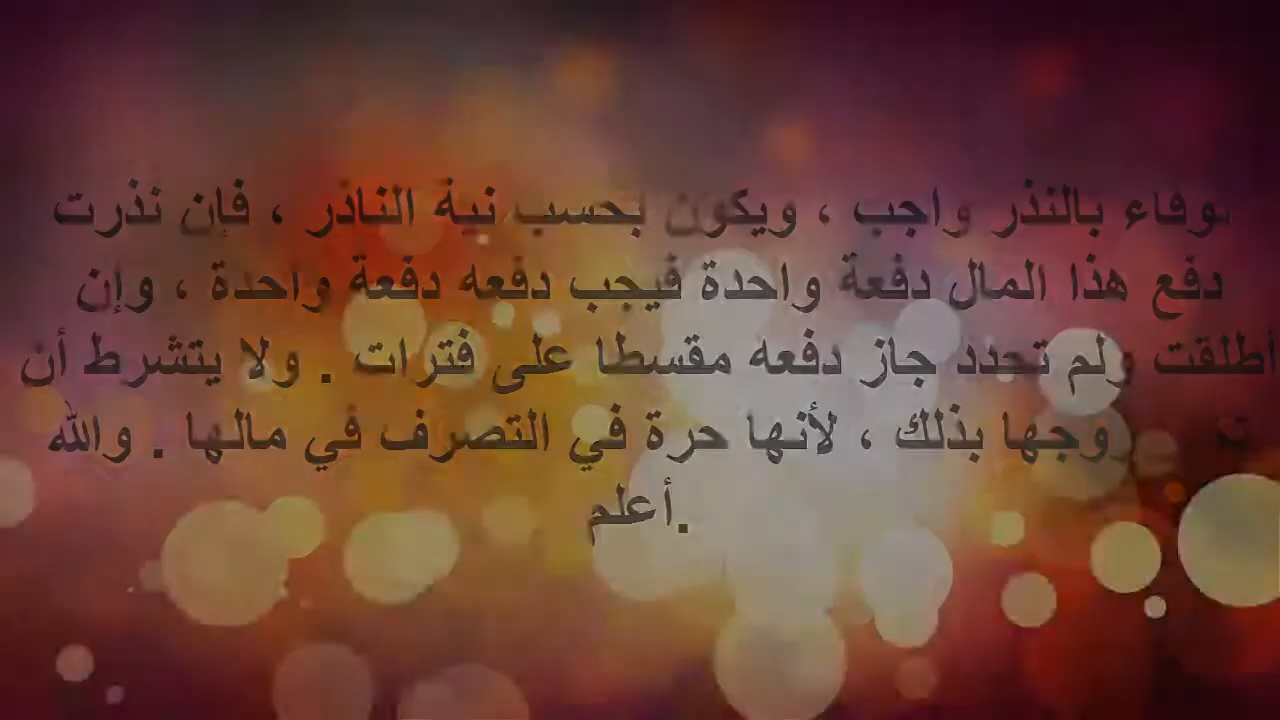 بالنذر واجب ، ويكون بحسب نية الناذر ، فإن نذرت
دفع هذا المال دفعة واحدة فيجب دفعه دفعة واحدة ، وإن
أطلقت ولم تحدد جاز دفعه مقسطا على فترات . ولا يتشرط أن
بذلك ، لأنها حرة في التصرف في مالها . والله
أعلم.